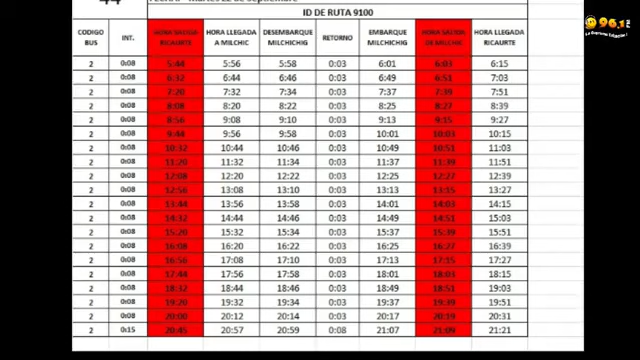 44
ID DE RUTA 9100
CODIGO BUS INT. HORA SALIDA RICAURTE HORA LLEGADA A MILCHIC DESEMBARQUE MILCHICHIG RETORNO EMBARQUE MILCHICHIG HORA SALIDA DE MILCHIC HORA LLEGADA RICAURTE
2 0:08 5:44 5:56 5:58 0:03 6:01 6:03 6:15
2 0:08 6:32 6:44 6:46 0:03 6:49 6:51 7:03
2 0:08 7:20 7:32 7:34 0:03 7:37 7:39 7:51
2 0:08 8:08 8:20 8:22 0:03 8:25 8:27 8:39
2 0:08 8:56 9:08 9:10 0:03 9:13 9:15 9:27
2 0:08 9:44 9:56 9:58 0:03 10:01 10:03 10:15
2 0:08 10:32 10:44 10:46 0:03 10:49 10:51 11:03
2 0:08 11:20 11:32 11:34 0:03 11:37 11:39 11:51
2 0:08 12:08 12:20 12:22 0:03 12:25 12:27 12:39
2 0:08 12:56 13:08 13:10 0:03 13:13 13:15 13:27
2 0:08 13:44 13:56 13:58 0:03 14:01 14:03 14:15
2 0:08 14:32 14:44 14:46 0:03 14:49 14:51 15:03
2 0:08 15:20 15:32 15:34 0:03 15:37 15:39 15:51
2 0:08 16:08 16:20 16:22 0:03 16:25 16:27 16:39
2 0:08 16:56 17:08 17:10 0:03 17:13 17:15 17:27
2 0:08 17:44 17:56 17:58 0:03 18:01 18:03 18:15
2 0:08 18:32 18:44 18:46 0:03 18:49 18:51 19:03
2 0:08 19:20 19:32 19:34 0:03 19:37 19:39 19:51
2 0:08 20:00 20:12 20:14 0:03 20:17 20:19 20:31
2 0:15 20:45 20:57 20:59 0:08 21:07 21:09 21:21
96.1